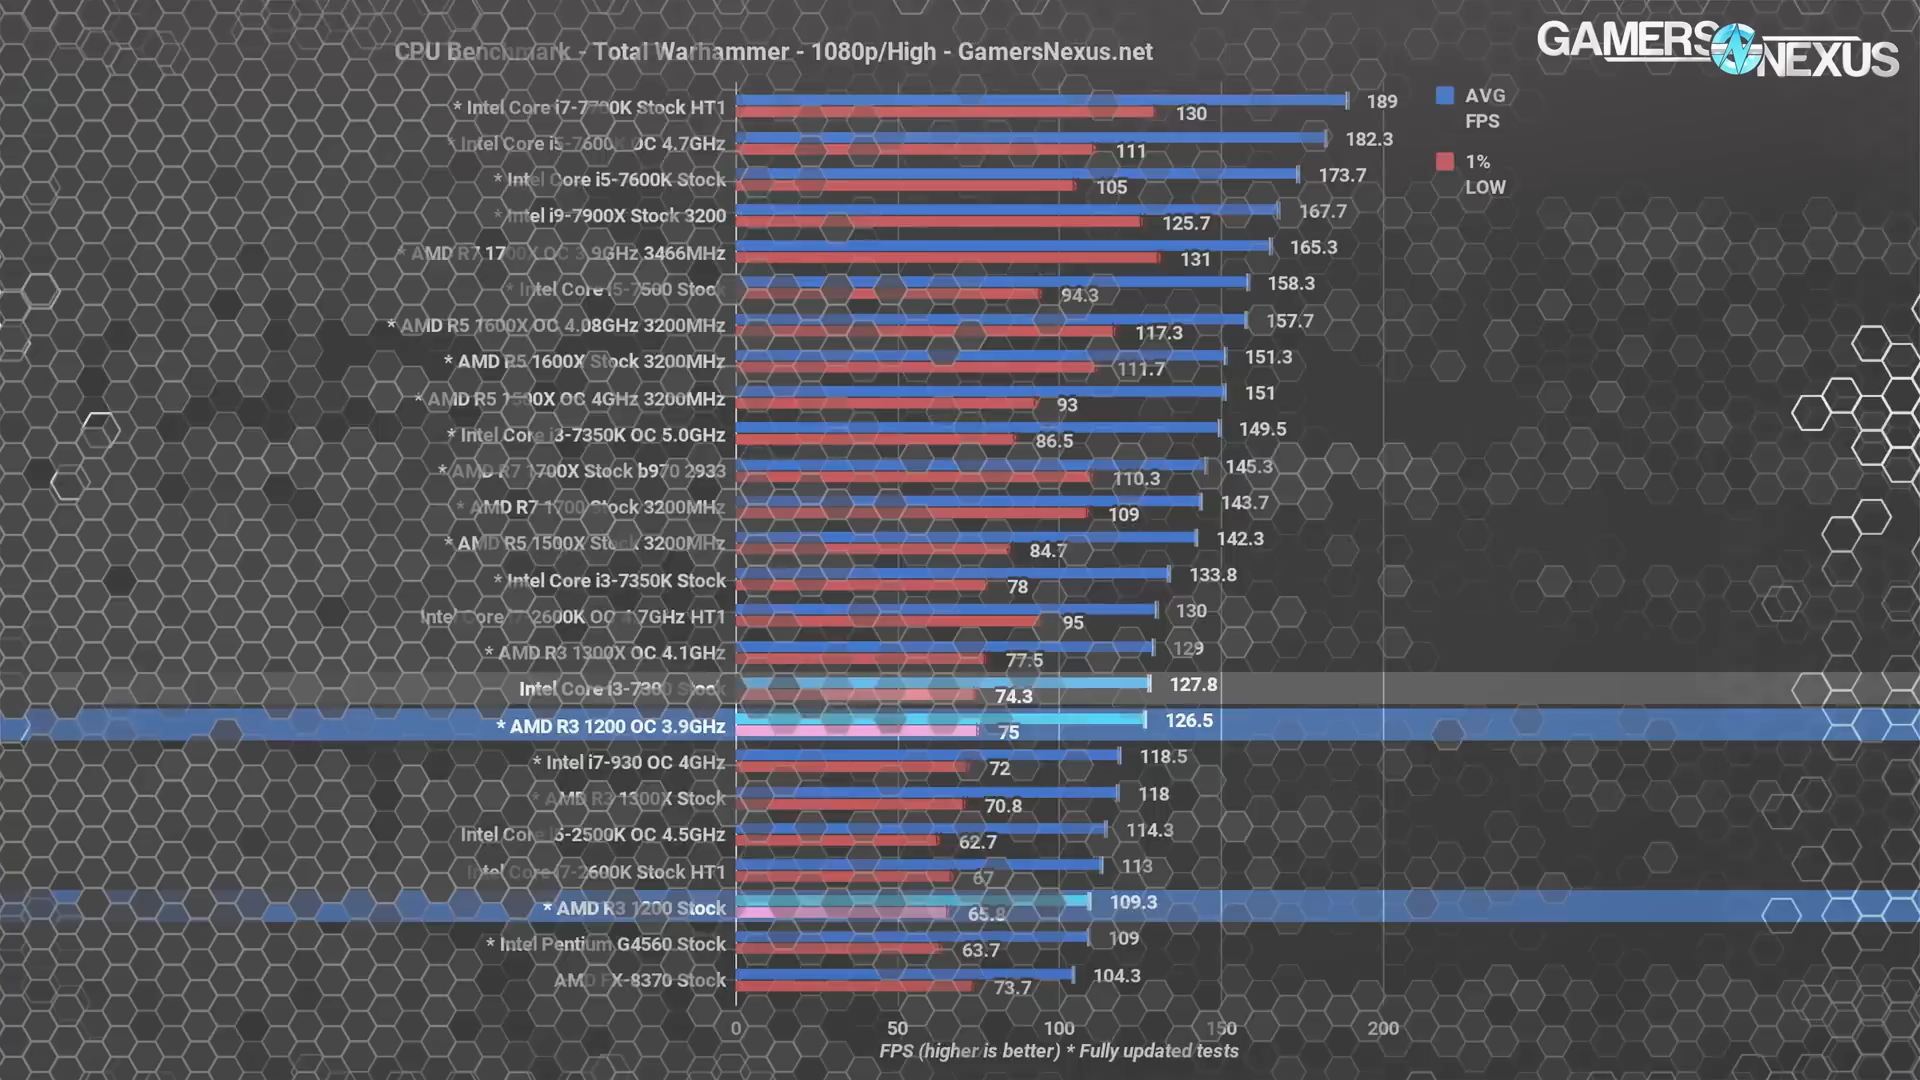 CPU Benchmark - Total Warhammer - 1080p/High - GamersNexus.net
GAMERS NEXUS
AVG FPS
1% LOW
* Intel Core i7-7700K Stock HT1 189 130
* Intel Core i5-7600K OC 4.7GHz 182.3 111
* Intel Core i5-7600K Stock 173.7 105
* Intel i9-7900X Stock 3200 167.7 125.7
* AMD R7 1700X OC 3.9GHz 3466MHz 165.3 131
* Intel Core i5-7500 Stock 158.3 94.3
* AMD R5 1600X OC 4.08GHz 3200MHz 157.7 117.3
* AMD R5 1600X Stock 3200MHz 151.3 111.7
* AMD R5 1500X OC 4GHz 3200MHz 151 93
* Intel Core i3-7350K OC 5.0GHz 149.5 86.5
* AMD R7 1700X Stock b970 2933 145.3 110.3
* AMD R7 1700 Stock 3200MHz 143.7 109
* AMD R5 1500X Stock 3200MHz 142.3 84.7
* Intel Core i3-7350K Stock 133.8 78
Intel Core i7-2600K OC 4.7GHz HT1 130 95
* AMD R3 1300X OC 4.1GHz 129 77.5
Intel Core i3-7300 Stock 127.8 74.3
* AMD R3 1200 OC 3.9GHz 126.5 75
* Intel i7-930 OC 4GHz 118.5 72
* AMD R3 1300X Stock 118 70.8
Intel Core i5-2500K OC 4.5GHz 114.3 62.7
Intel Core i7-2600K Stock HT1 113 67
* AMD R3 1200 Stock 109.3 65.8
* Intel Pentium G4560 Stock 109 63.7
AMD FX-8370 Stock 104.3 73.7
0 50 100 150 200
FPS (higher is better) * Fully updated tests